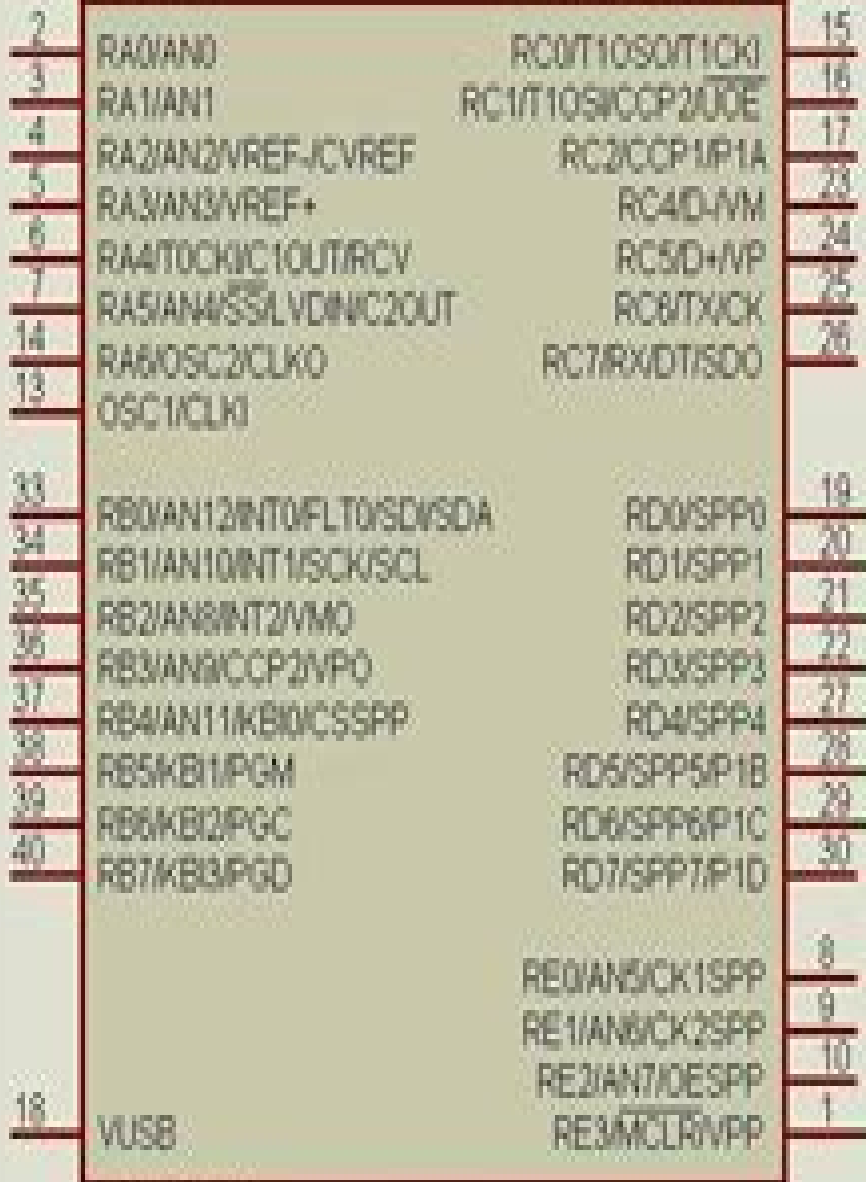 2 RA0/AN0 RC0/T1OSO/T1CKI 15
3 RA1/AN1 RC1/T1OSI/CCP2/UOE 16
4 RA2/AN2/VREF-/CVREF RC2/CCP1/P1A 17
5 RA3/AN3/VREF+ RC4/D-/VM 23
6 RA4/T0CKI/C1OUT/RCV RC5/D+/VP 24
7 RA5/AN4/SS/LVDIN/C2OUT RC6/TX/CK 25
14 RA6/OSC2/CLKO RC7/RX/DT/SDO 26
13 OSC1/CLKI
33 RB0/AN12/INT0/FLT0/SDI/SDA RD0/SPP0 19
34 RB1/AN10/INT1/SCK/SCL RD1/SPP1 20
35 RB2/AN8/INT2/VMO RD2/SPP2 21
36 RB3/AN9/CCP2/VPO RD3/SPP3 22
37 RB4/AN11/KBI0/CSSPP RD4/SPP4 27
38 RB5/KBI1/PGM RD5/SPP5/P1B 28
39 RB6/KBI2/PGC RD6/SPP6/P1C 29
40 RB7/KBI3/PGD RD7/SPP7/P1D 30
RE0/AN5/CK1SPP 8
RE1/AN6/CK2SPP 9
RE2/AN7/OESPP 10
18 VUSB RE3/MCLR/VPP 1